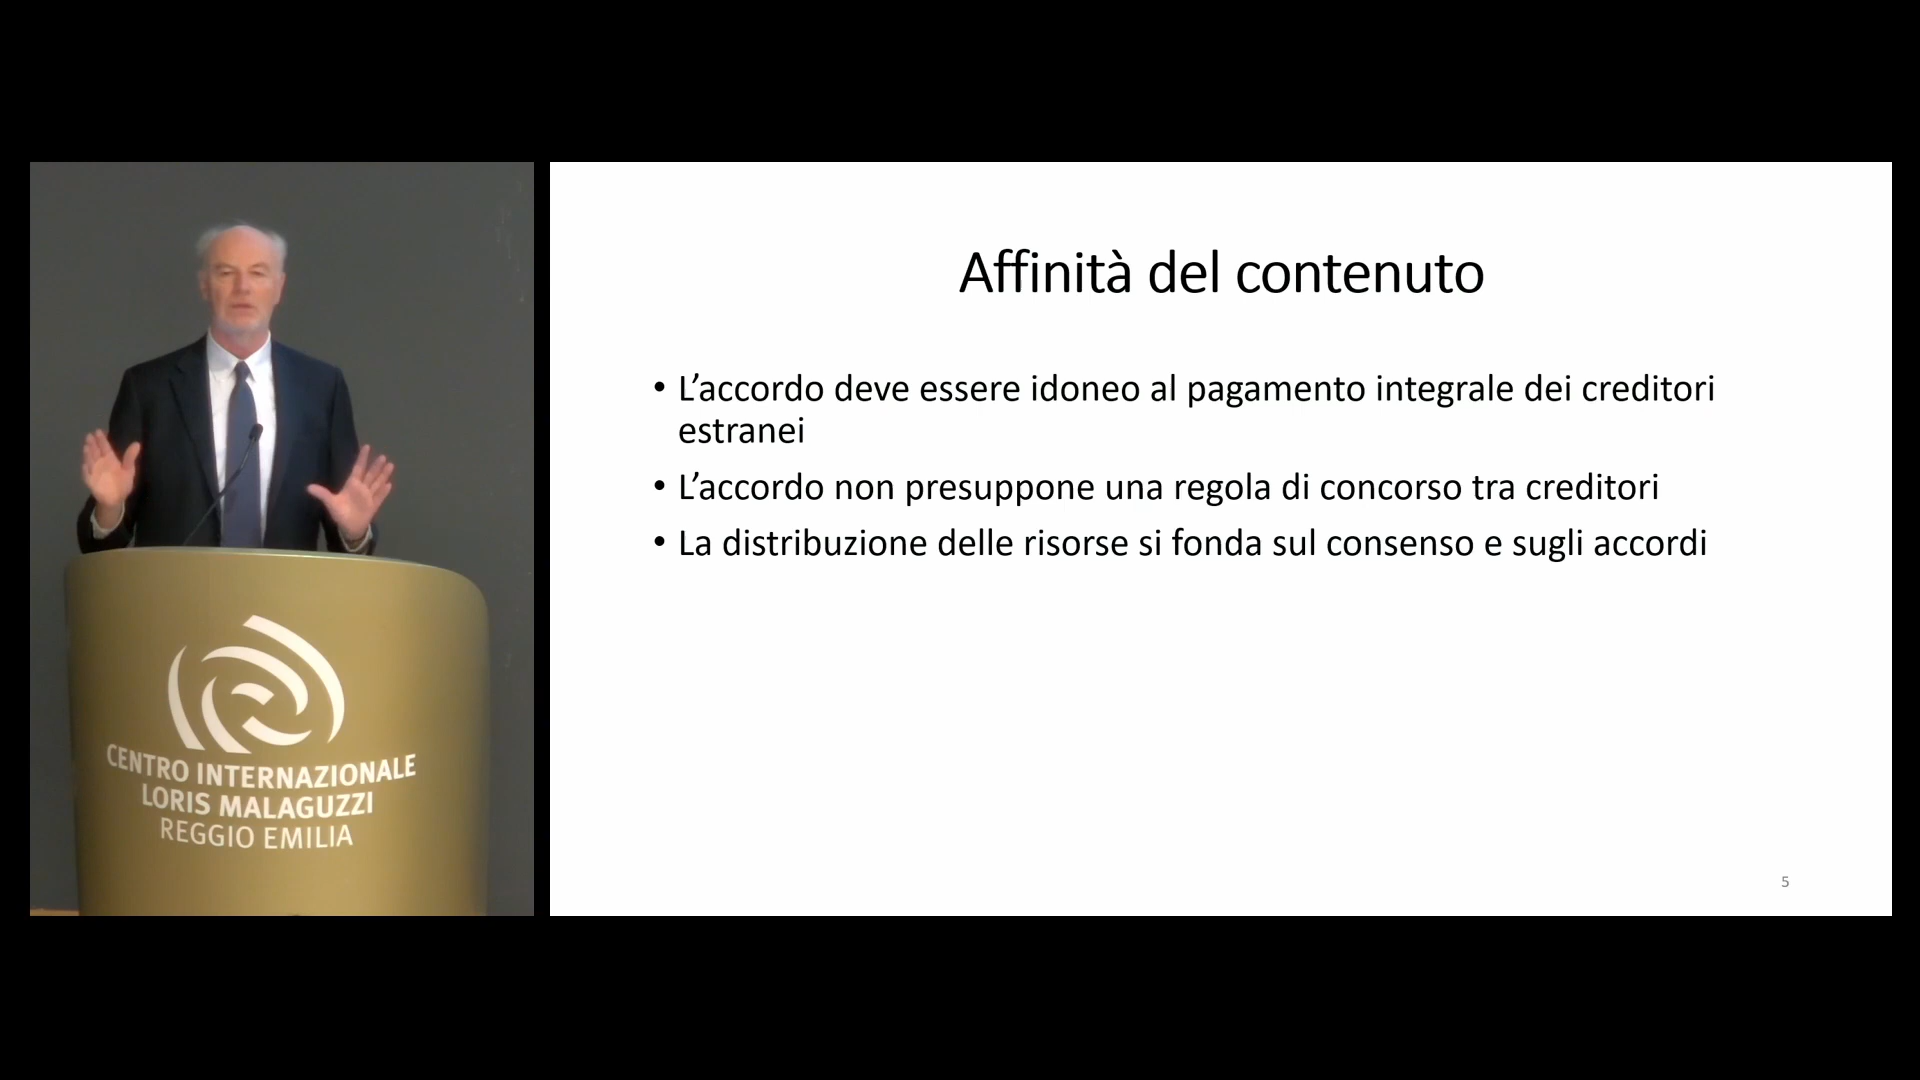 Affinità del contenuto
• L’accordo deve essere idoneo al pagamento integrale dei creditori
estranei
• L’accordo non presuppone una regola di concorso tra creditori
• La distribuzione delle risorse si fonda sul consenso e sugli accordi
5
CENTRO INTERNAZIONALE
LORIS MALAGUZZI
REGGIO EMILIA